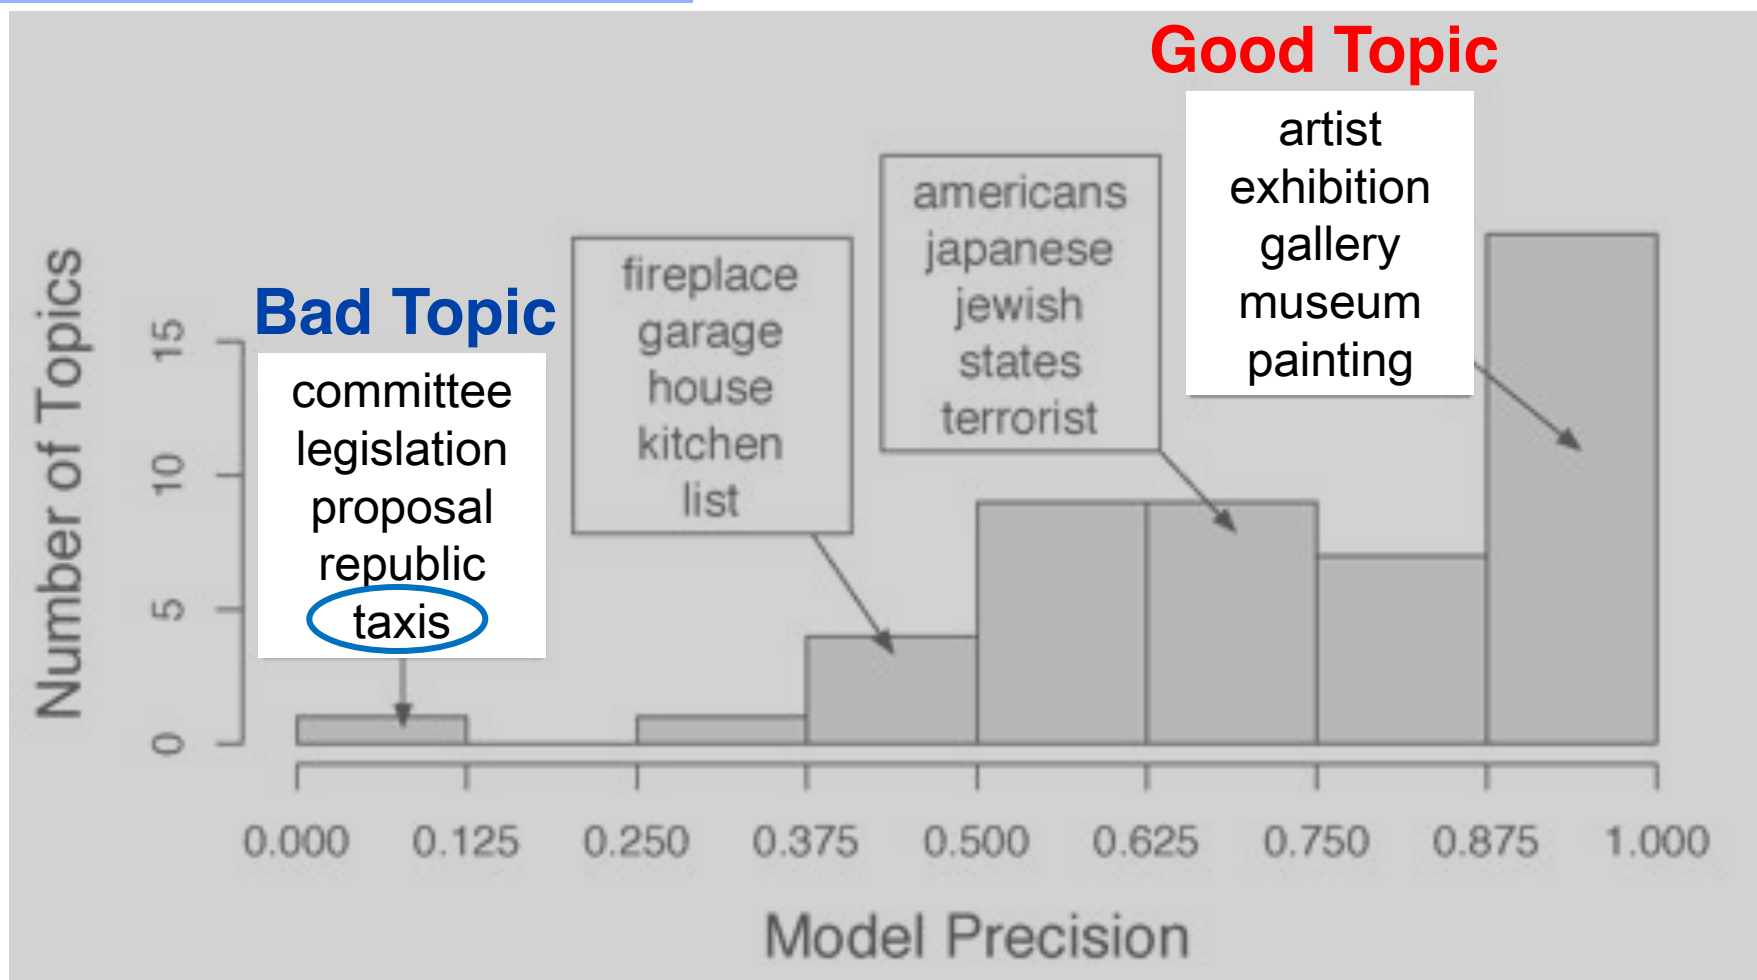 Good Topic
artist
exhibition
gallery
museum
painting
americans
japanese
jewish
states
terrorist
fireplace
garage
house
kitchen
list
Bad Topic
committee
legislation
proposal
republic
taxis
Number of Topics
15
10
5
0
0.000 0.125 0.250 0.375 0.500 0.625 0.750 0.875 1.000
Model Precision